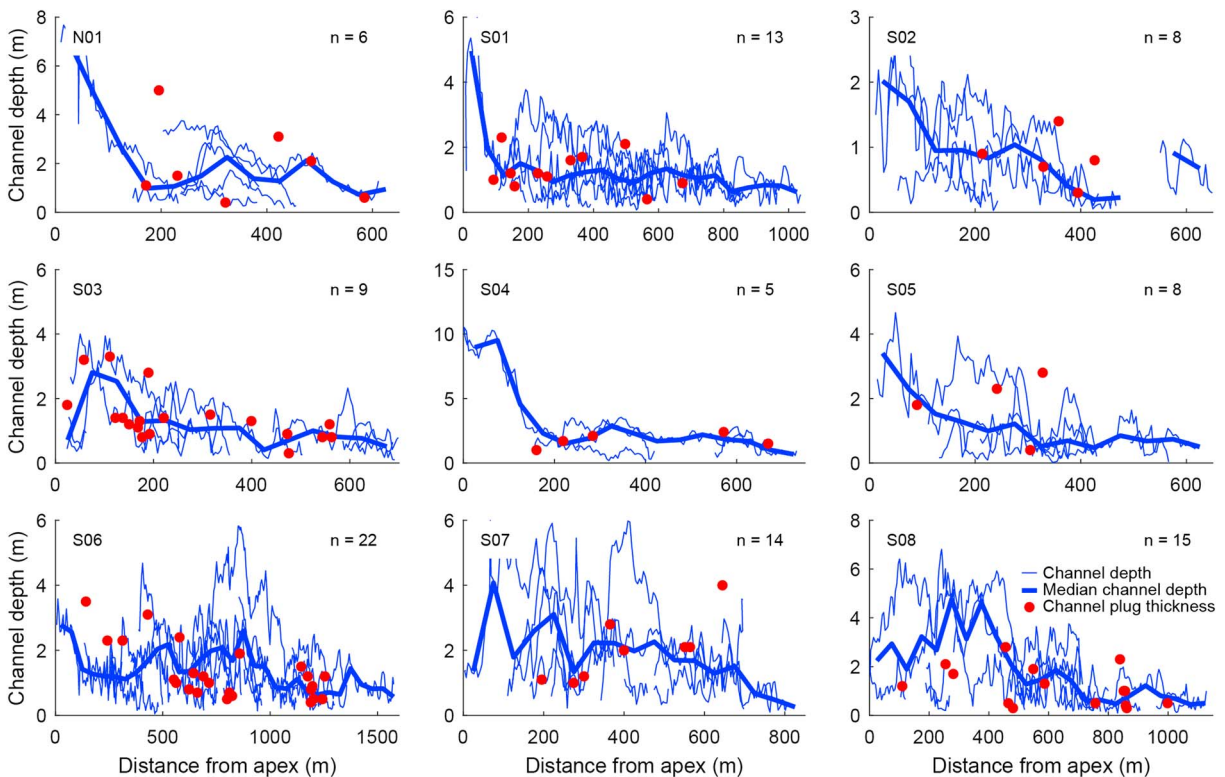 N01 n = 6
8
6
4
2
0
200 400 600
Channel depth (m)
S01 n = 13
6
4
2
0
0 200 400 600 800 1000
S02 n = 8
3
2
1
0
0 200 400 600
S03 n = 9
6
4
2
0
0 200 400 600
Channel depth (m)
S04 n = 5
15
10
5
0
0 200 400 600 800
S05 n = 8
6
4
2
0
0 200 400 600
S06 n = 22
6
4
2
0
0 500 1000 1500
Channel depth (m)
Distance from apex (m)
S07 n = 14
6
4
2
0
0 200 400 600 800
Distance from apex (m)
S08 n = 15
8
6
4
2
0
0 200 400 600 800 1000
Channel depth
Median channel depth
Channel plug thickness
Distance from apex (m)